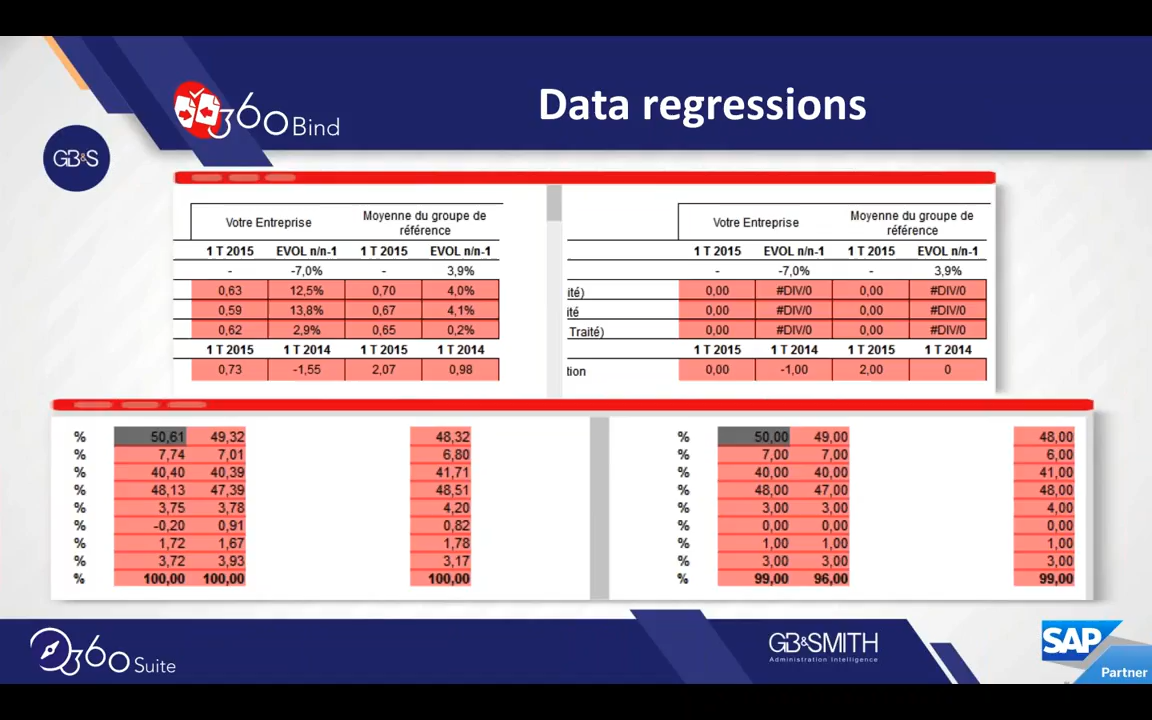 360 Bind
Data regressions
GB&S
Votre Entreprise Moyenne du groupe de référence
1 T 2015 EVOL n/n-1 1 T 2015 EVOL n/n-1
- -7,0% - 3,9%
0,63 12,5% 0,70 4,0%
0,59 13,8% 0,67 4,1%
0,62 2,9% 0,65 0,2%
1 T 2015 1 T 2014 1 T 2015 1 T 2014
0,73 -1,55 2,07 0,98
Votre Entreprise Moyenne du groupe de référence
1 T 2015 EVOL n/n-1 1 T 2015 EVOL n/n-1
- -7,0% - 3,9%
ité) 0,00 #DIV/0 0,00 #DIV/0
ité 0,00 #DIV/0 0,00 #DIV/0
Traité) 0,00 #DIV/0 0,00 #DIV/0
1 T 2015 1 T 2014 1 T 2015 1 T 2014
tion 0,00 -1,00 2,00 0
% 50,61 49,32 48,32
% 7,74 7,01 6,80
% 40,40 40,39 41,71
% 48,13 47,39 48,51
% 3,75 3,78 4,20
% -0,20 0,91 0,82
% 1,72 1,67 1,78
% 3,72 3,93 3,17
% 100,00 100,00 100,00
% 50,00 49,00 48,00
% 7,00 7,00 6,00
% 40,00 40,00 41,00
% 48,00 47,00 48,00
% 3,00 3,00 4,00
% 0,00 0,00 0,00
% 1,00 1,00 1,00
% 3,00 3,00 3,00
% 99,00 96,00 99,00
360 Suite
GB&SMITH
Administration Intelligence
SAP
Partner